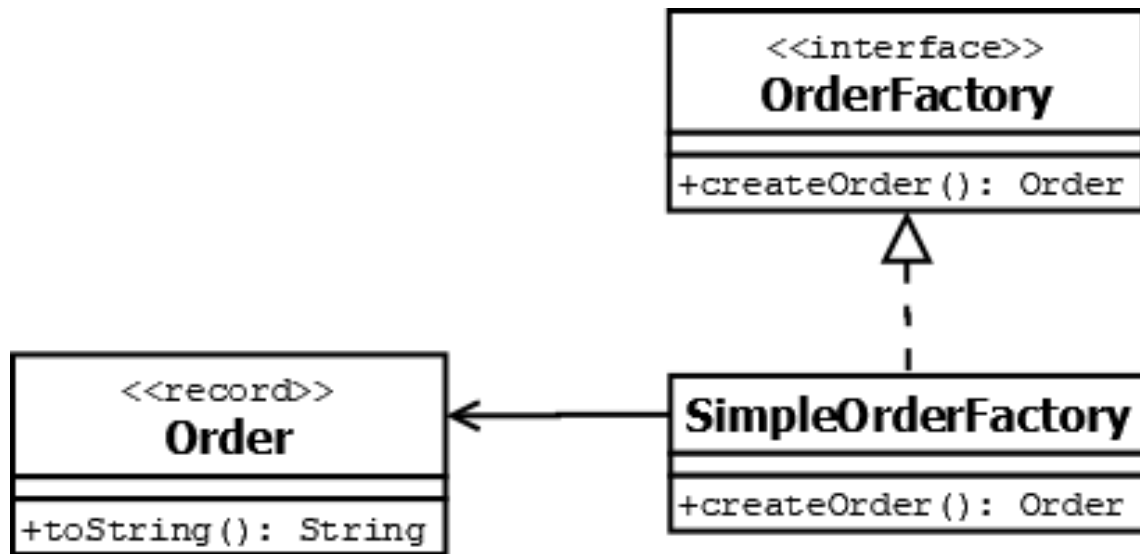 <<interface>>
OrderFactory
+createOrder(): Order
<<record>>
Order
+toString(): String
SimpleOrderFactory
+createOrder(): Order